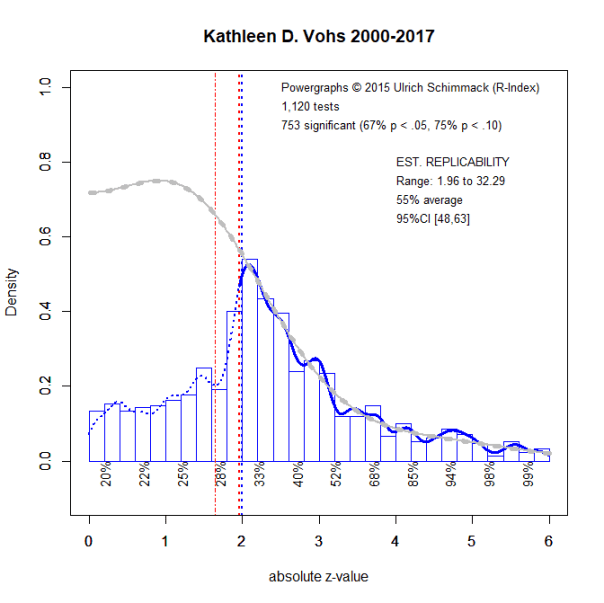 Kathleen D. Vohs 2000-2017
Powergraphs © 2015 Ulrich Schimmack (R-Index)
1,120 tests
753 significant (67% p < .05, 75% p < .10)
EST. REPLICABILITY
Range: 1.96 to 32.29
55% average
95%CI [48,63]
Density
1.0
0.8
0.6
0.4
0.2
0.0
20% 22% 25% 28% 33% 40% 52% 68% 85% 94% 98% 99%
0 1 2 3 4 5 6
absolute z-value